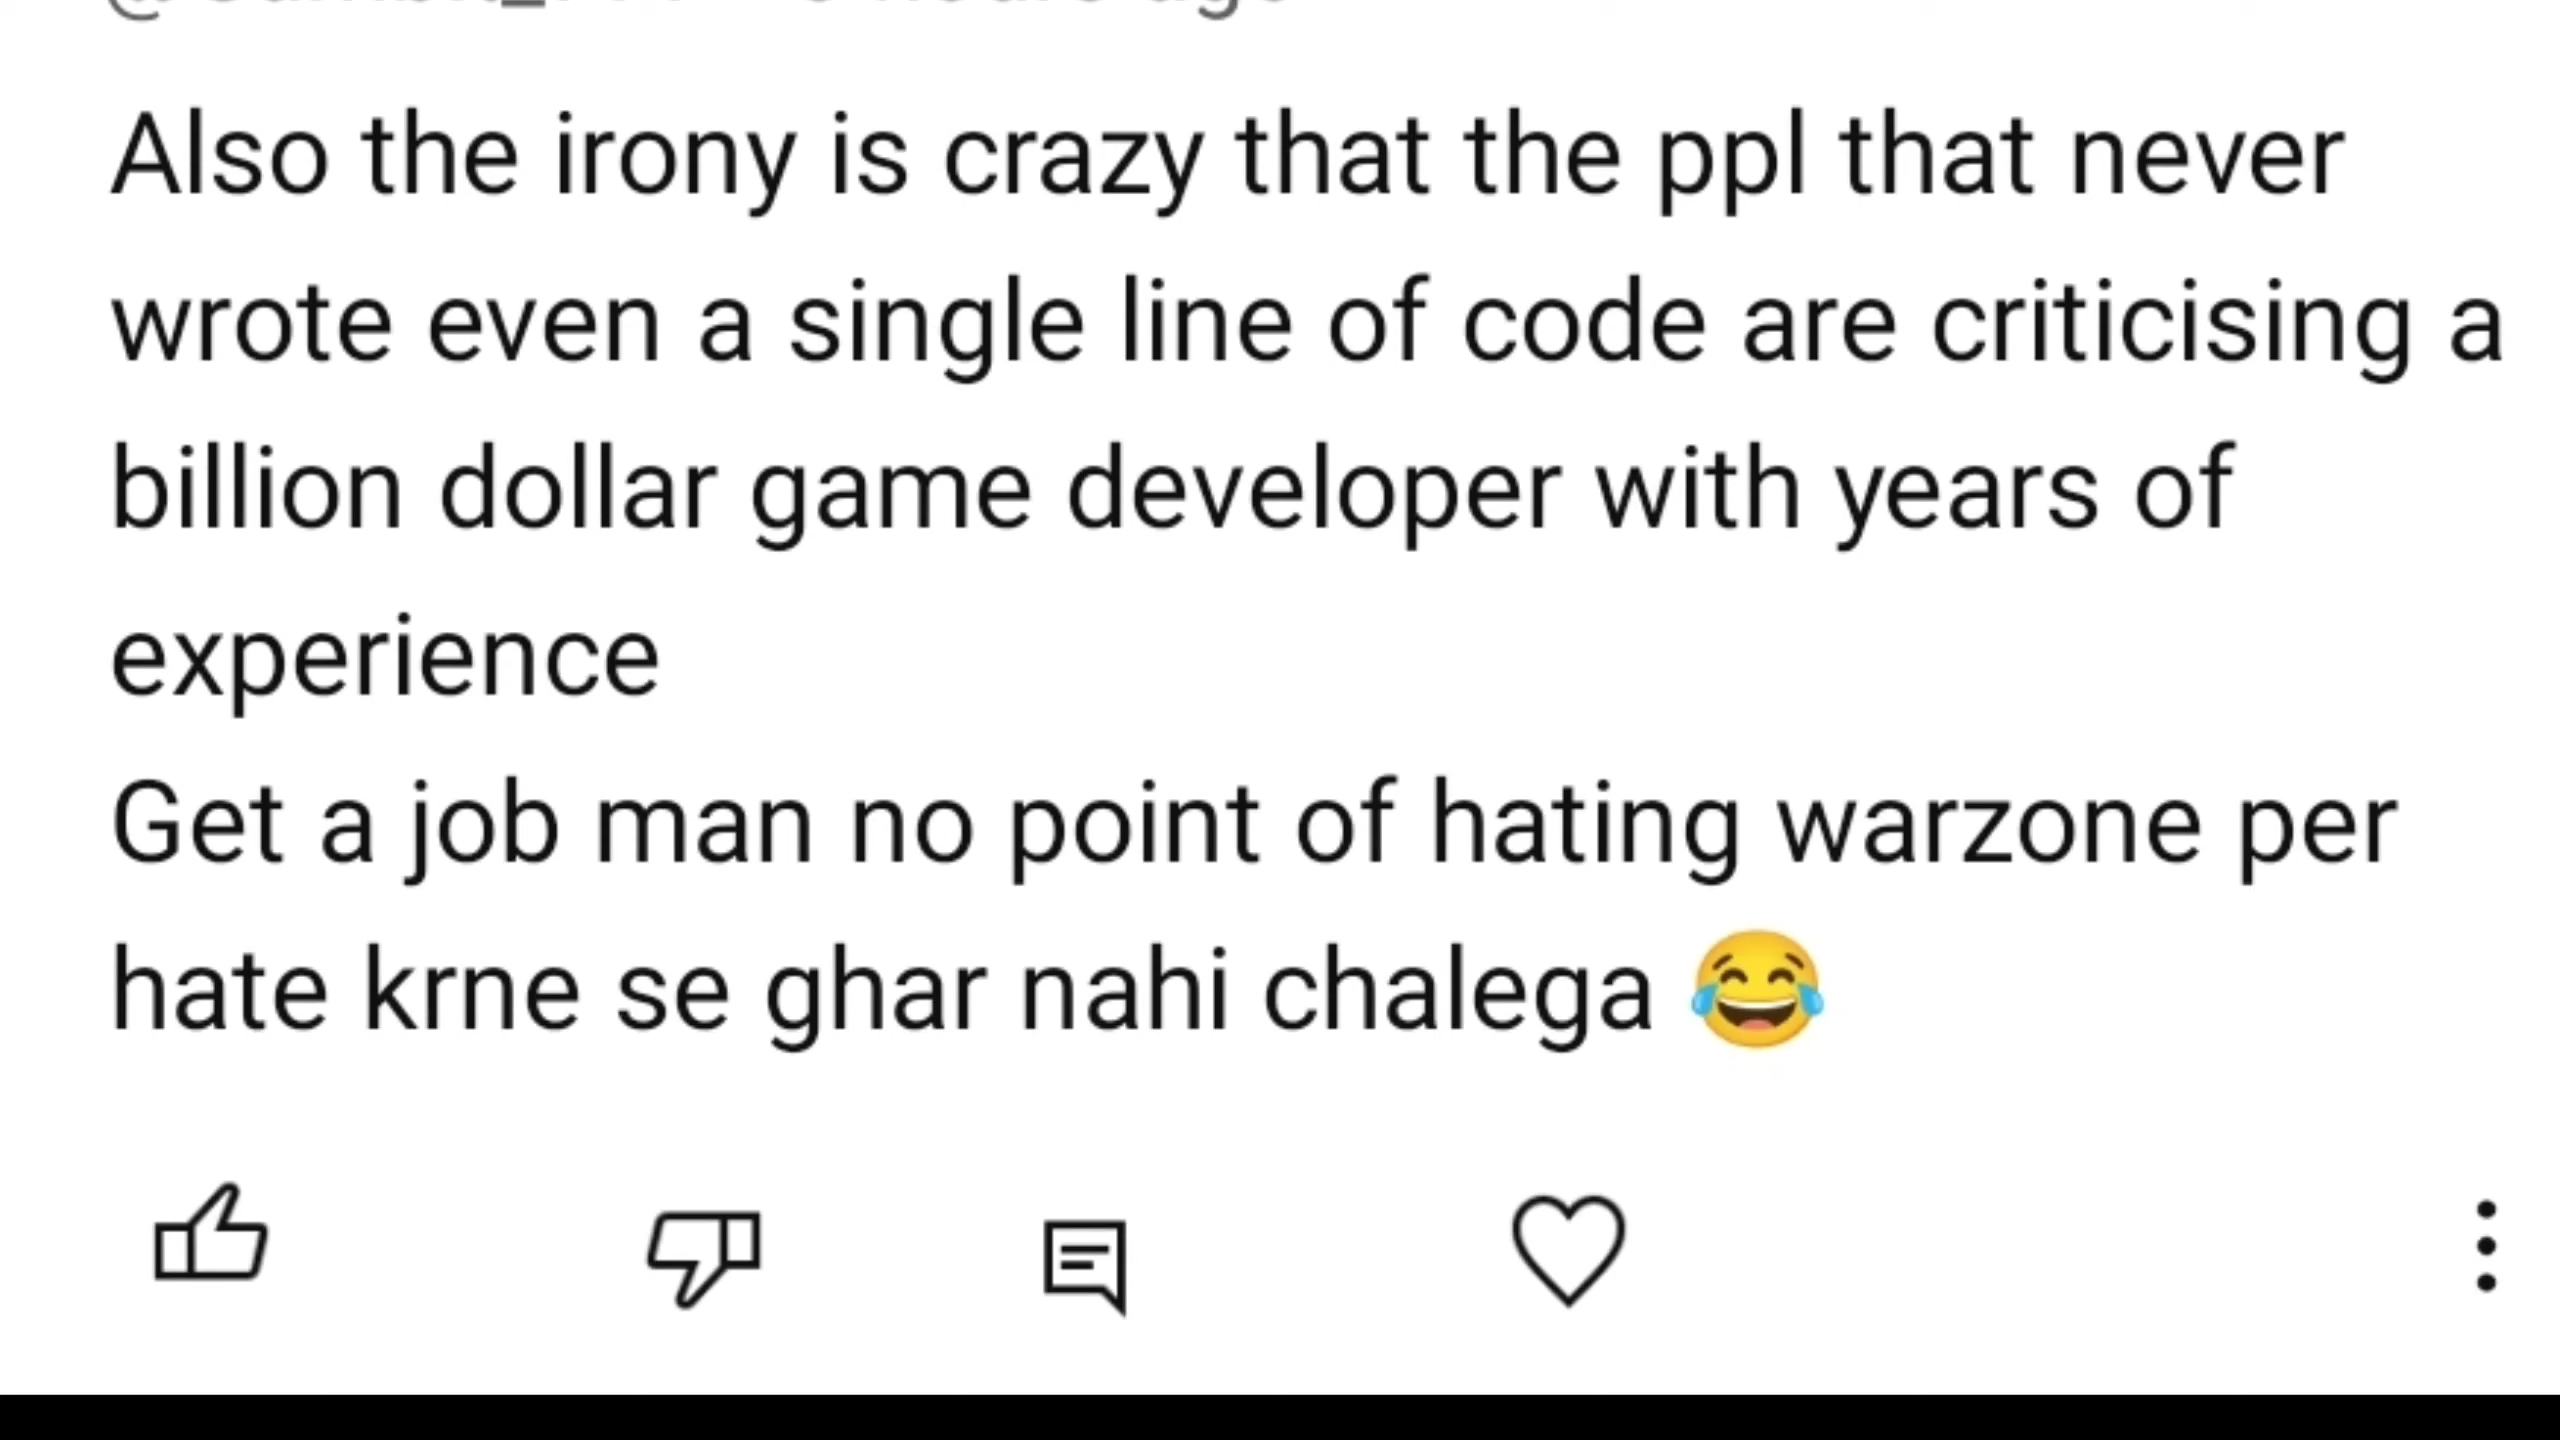 Also the irony is crazy that the ppl that never
wrote even a single line of code are criticising a
billion dollar game developer with years of
experience
Get a job man no point of hating warzone per
hate krne se ghar nahi chalega 😂